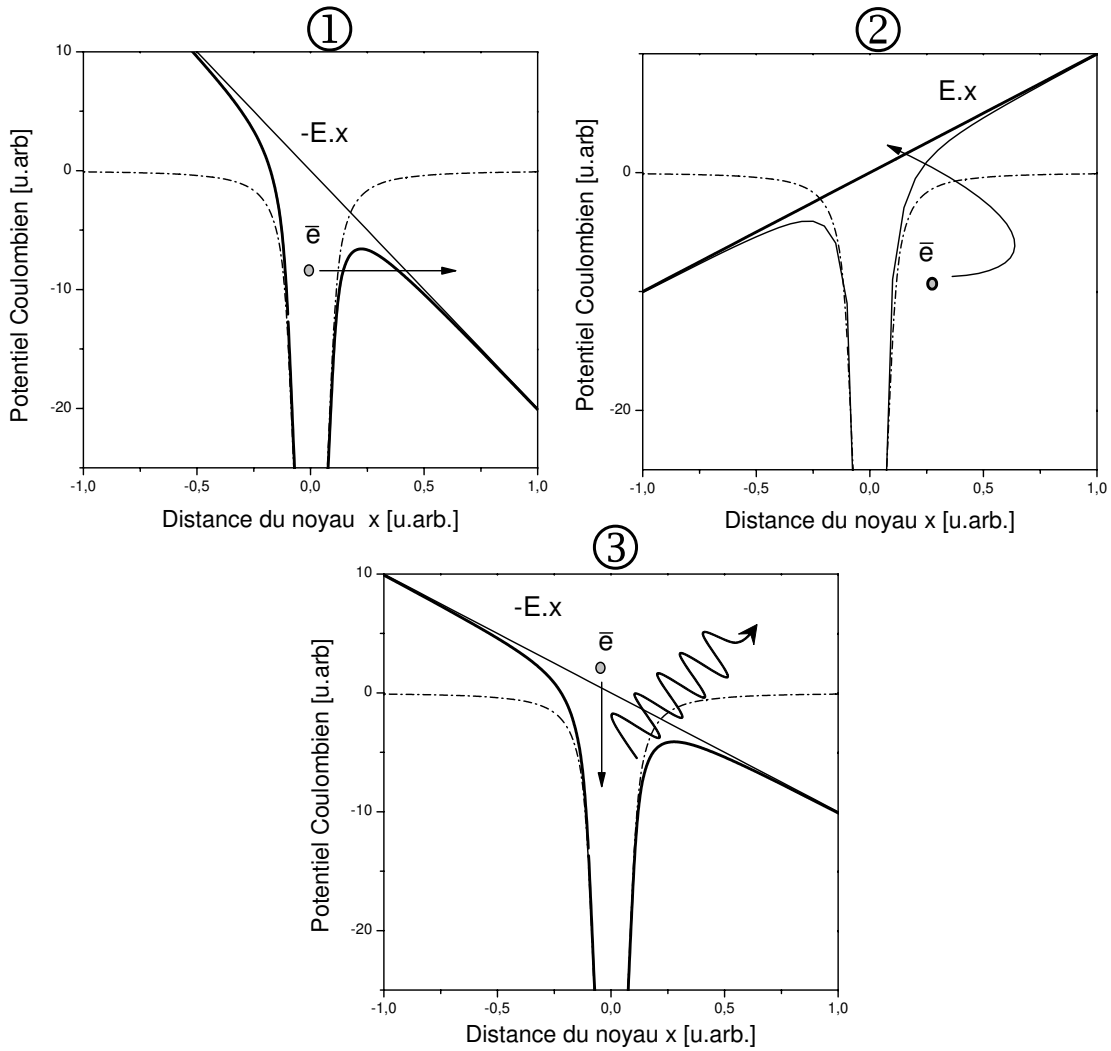 ①
10
0
-10
-20
-E.x
e̅
-1,0 -0,5 0,0 0,5 1,0
Potentiel Coulombien [u.arb]
Distance du noyau x [u.arb.]
②
0
-10
-20
E.x
e̅
-1,0 -0,5 0,0 0,5 1,0
Potentiel Coulombien [u.arb]
Distance du noyau x [u.arb.]
③
10
0
-10
-20
-E.x
e̅
-1,0 -0,5 0,0 0,5 1,0
Potentiel Coulombien [u.arb]
Distance du noyau x [u.arb.]